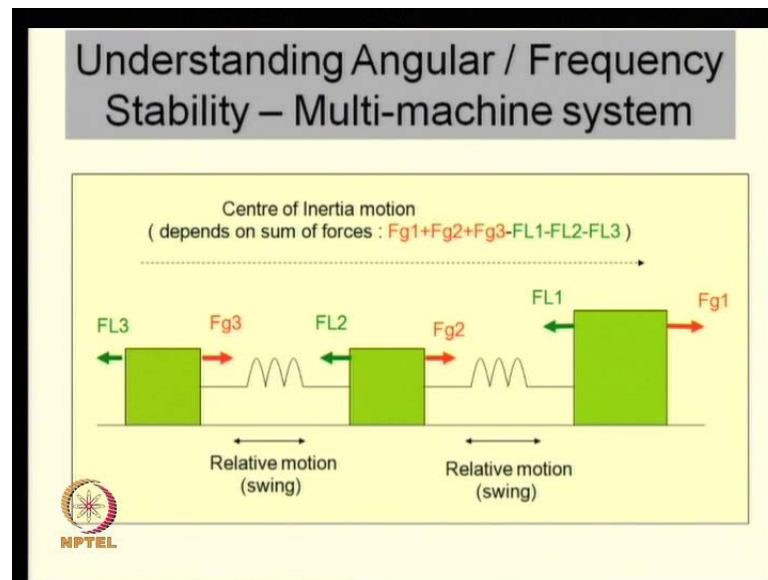 Understanding Angular / Frequency
Stability – Multi-machine system
Centre of Inertia motion
( depends on sum of forces : Fg1+Fg2+Fg3-FL1-FL2-FL3 )
FL1
Fg1
FL3
Fg3
FL2
Fg2
Relative motion
(swing)
Relative motion
(swing)
NPTEL